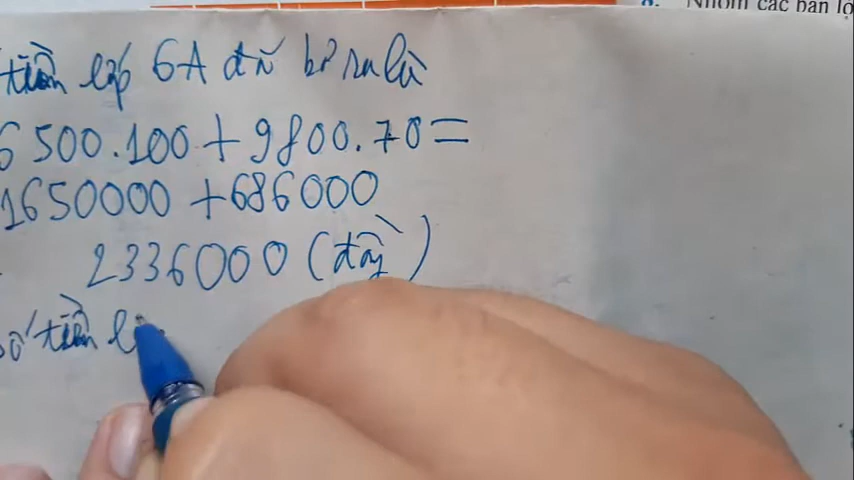 Nhóm các bạn lớ
tiền lớp 6A đã bỏ ra là
6500.100 + 9800.70 =
1650000 + 686000
2336000 (đồng)
số tiền l